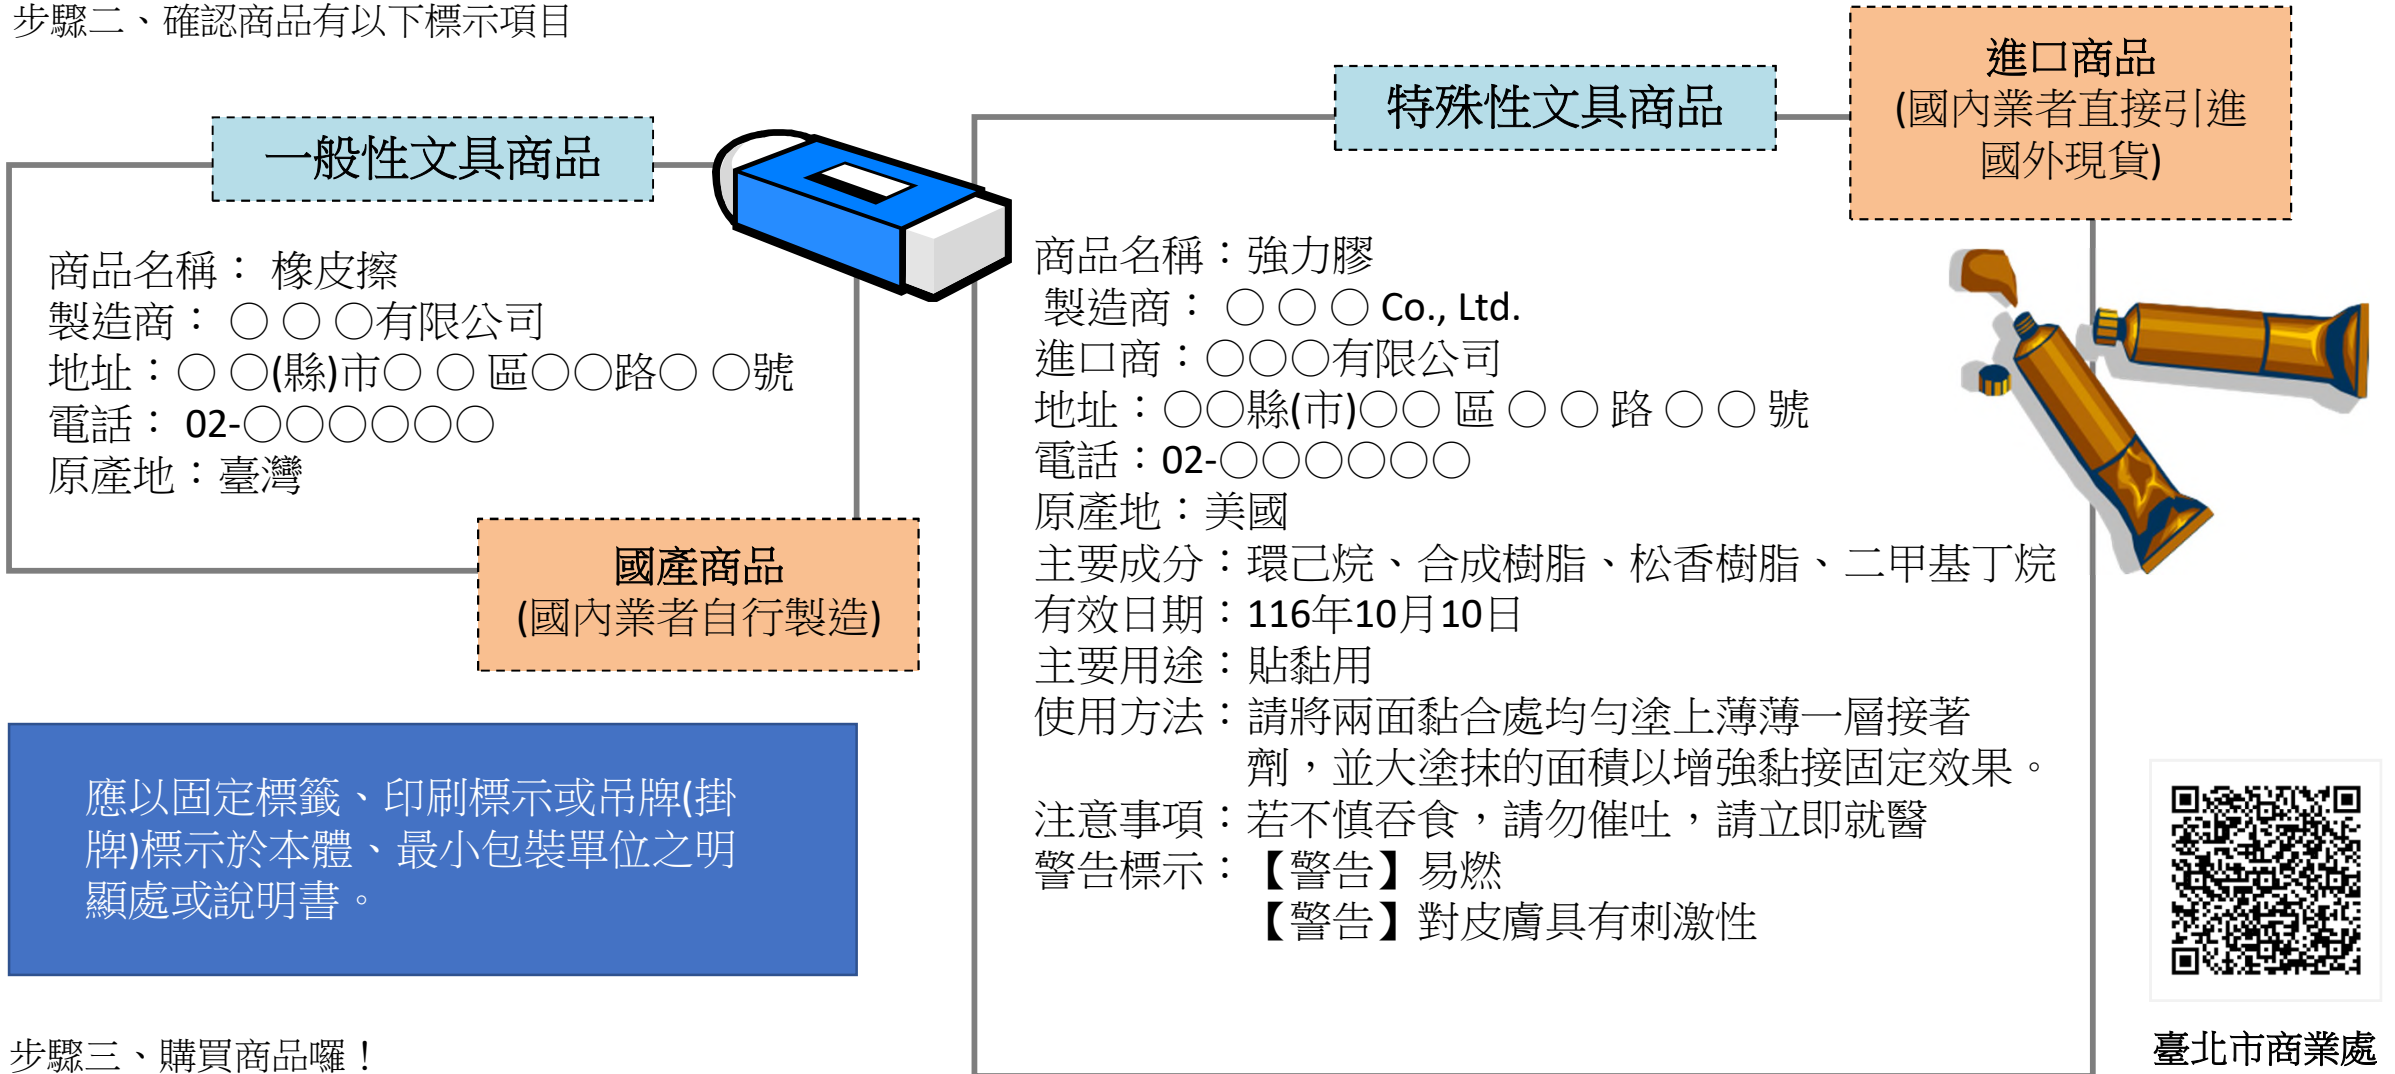 步驟二、確認商品有以下標示項目
一般性文具商品
商品名稱： 橡皮擦
製造商： ○ ○ ○有限公司
地址：○ ○(縣)市○ ○ 區○○路○ ○號
電話： 02-○○○○○○
原產地：臺灣
國產商品
(國內業者自行製造)
應以固定標籤、印刷標示或吊牌(掛
牌)標示於本體、最小包裝單位之明
顯處或說明書。
特殊性文具商品
進口商品
(國內業者直接引進
國外現貨)
商品名稱：強力膠
製造商： ○ ○ ○ Co., Ltd.
進口商：○○○有限公司
地址：○○縣(市)○○ 區 ○ ○ 路 ○ ○ 號
電話：02-○○○○○○
原產地：美國
主要成分：環己烷、合成樹脂、松香樹脂、二甲基丁烷
有效日期：116年10月10日
主要用途：貼黏用
使用方法：請將兩面黏合處均勻塗上薄薄一層接著
劑，並大塗抹的面積以增強黏接固定效果。
注意事項：若不慎吞食，請勿催吐，請立即就醫
警告標示：【警告】易燃
【警告】對皮膚具有刺激性
臺北市商業處
步驟三、購買商品囉！